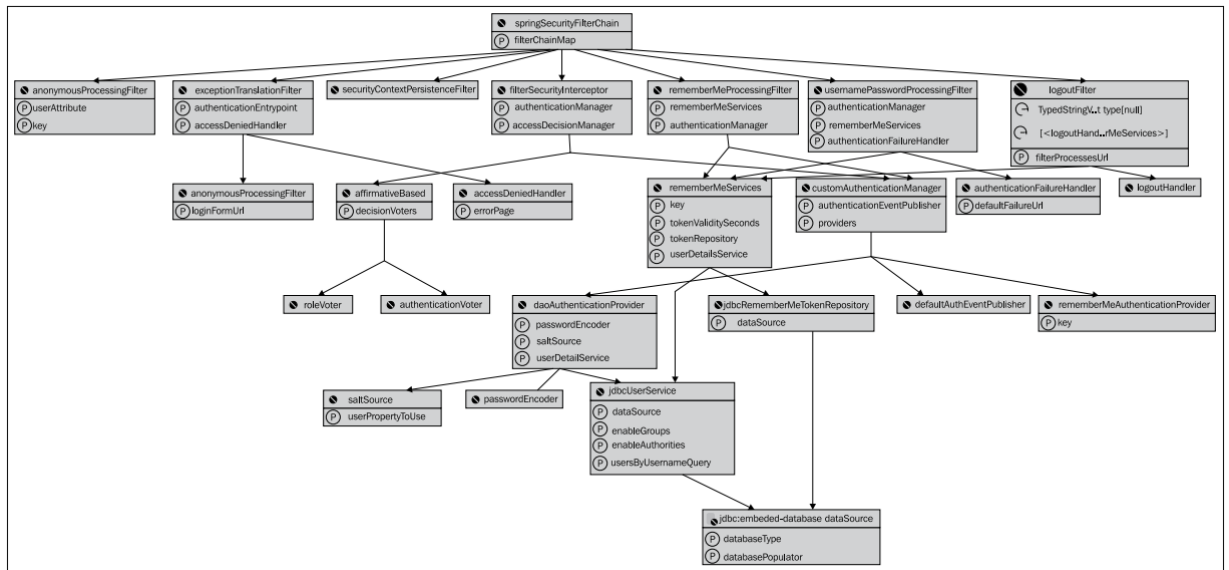 springSecurityFilterChain
P filterChainMap
anonymousProcessingFilter
P userAttribute
P key
exceptionTranslationFilter
P authenticationEntrypoint
P accessDeniedHandler
securityContextPersistenceFilter
filterSecurityInterceptor
P authenticationManager
P accessDecisionManager
rememberMeProcessingFilter
P rememberMeServices
P authenticationManager
usernamePasswordProcessingFilter
P authenticationManager
P rememberMeServices
P authenticationFailureHandler
logoutFilter
TypedStringV..t type[null]
[<logoutHand..rMeServices>]
P filterProcessesUrl
anonymousProcessingFilter
P loginFormUrl
affirmativeBased
P decisionVoters
accessDeniedHandler
P errorPage
rememberMeServices
P key
P tokenValiditySeconds
P tokenRepository
P userDetailsService
customAuthenticationManager
P authenticationEventPublisher
P providers
authenticationFailureHandler
P defaultFailureUrl
logoutHandler
roleVoter
authenticationVoter
daoAuthenticationProvider
P passwordEncoder
P saltSource
P userDetailService
jdbcRememberMeTokenRepository
P dataSource
defaultAuthEventPublisher
rememberMeAuthenticationProvider
P key
saltSource
P userPropertyToUse
passwordEncoder
jdbcUserService
P dataSource
P enableGroups
P enableAuthorities
P usersByUsernameQuery
jdbc:embeded-database dataSource
P databaseType
P databasePopulator